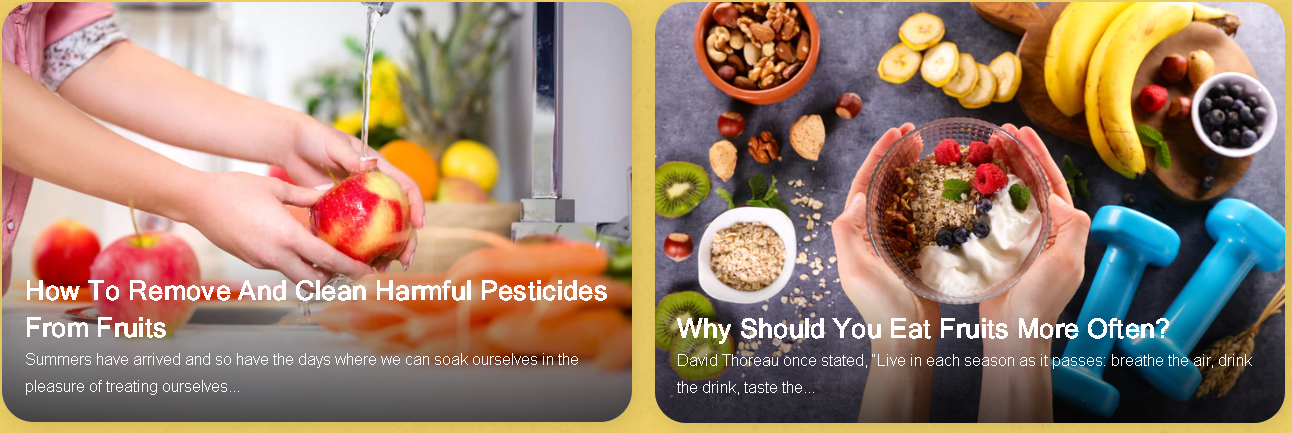 How To Remove And Clean Harmful Pesticides
From Fruits
Summers have arrived and so have the days where we can soak ourselves in the
pleasure of treating ourselves...
Why Should You Eat Fruits More Often?
David Thoreau once stated, "Live in each season as it passes: breathe the air, drink
the drink, taste the...